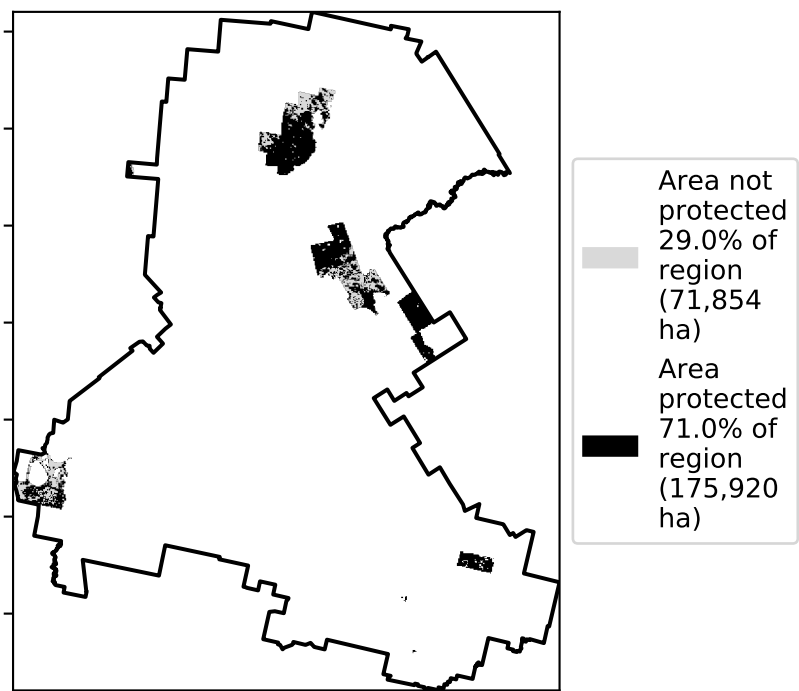 Area not
protected
29.0% of
region
(71,854
ha)
Area
protected
71.0% of
region
(175,920
ha)